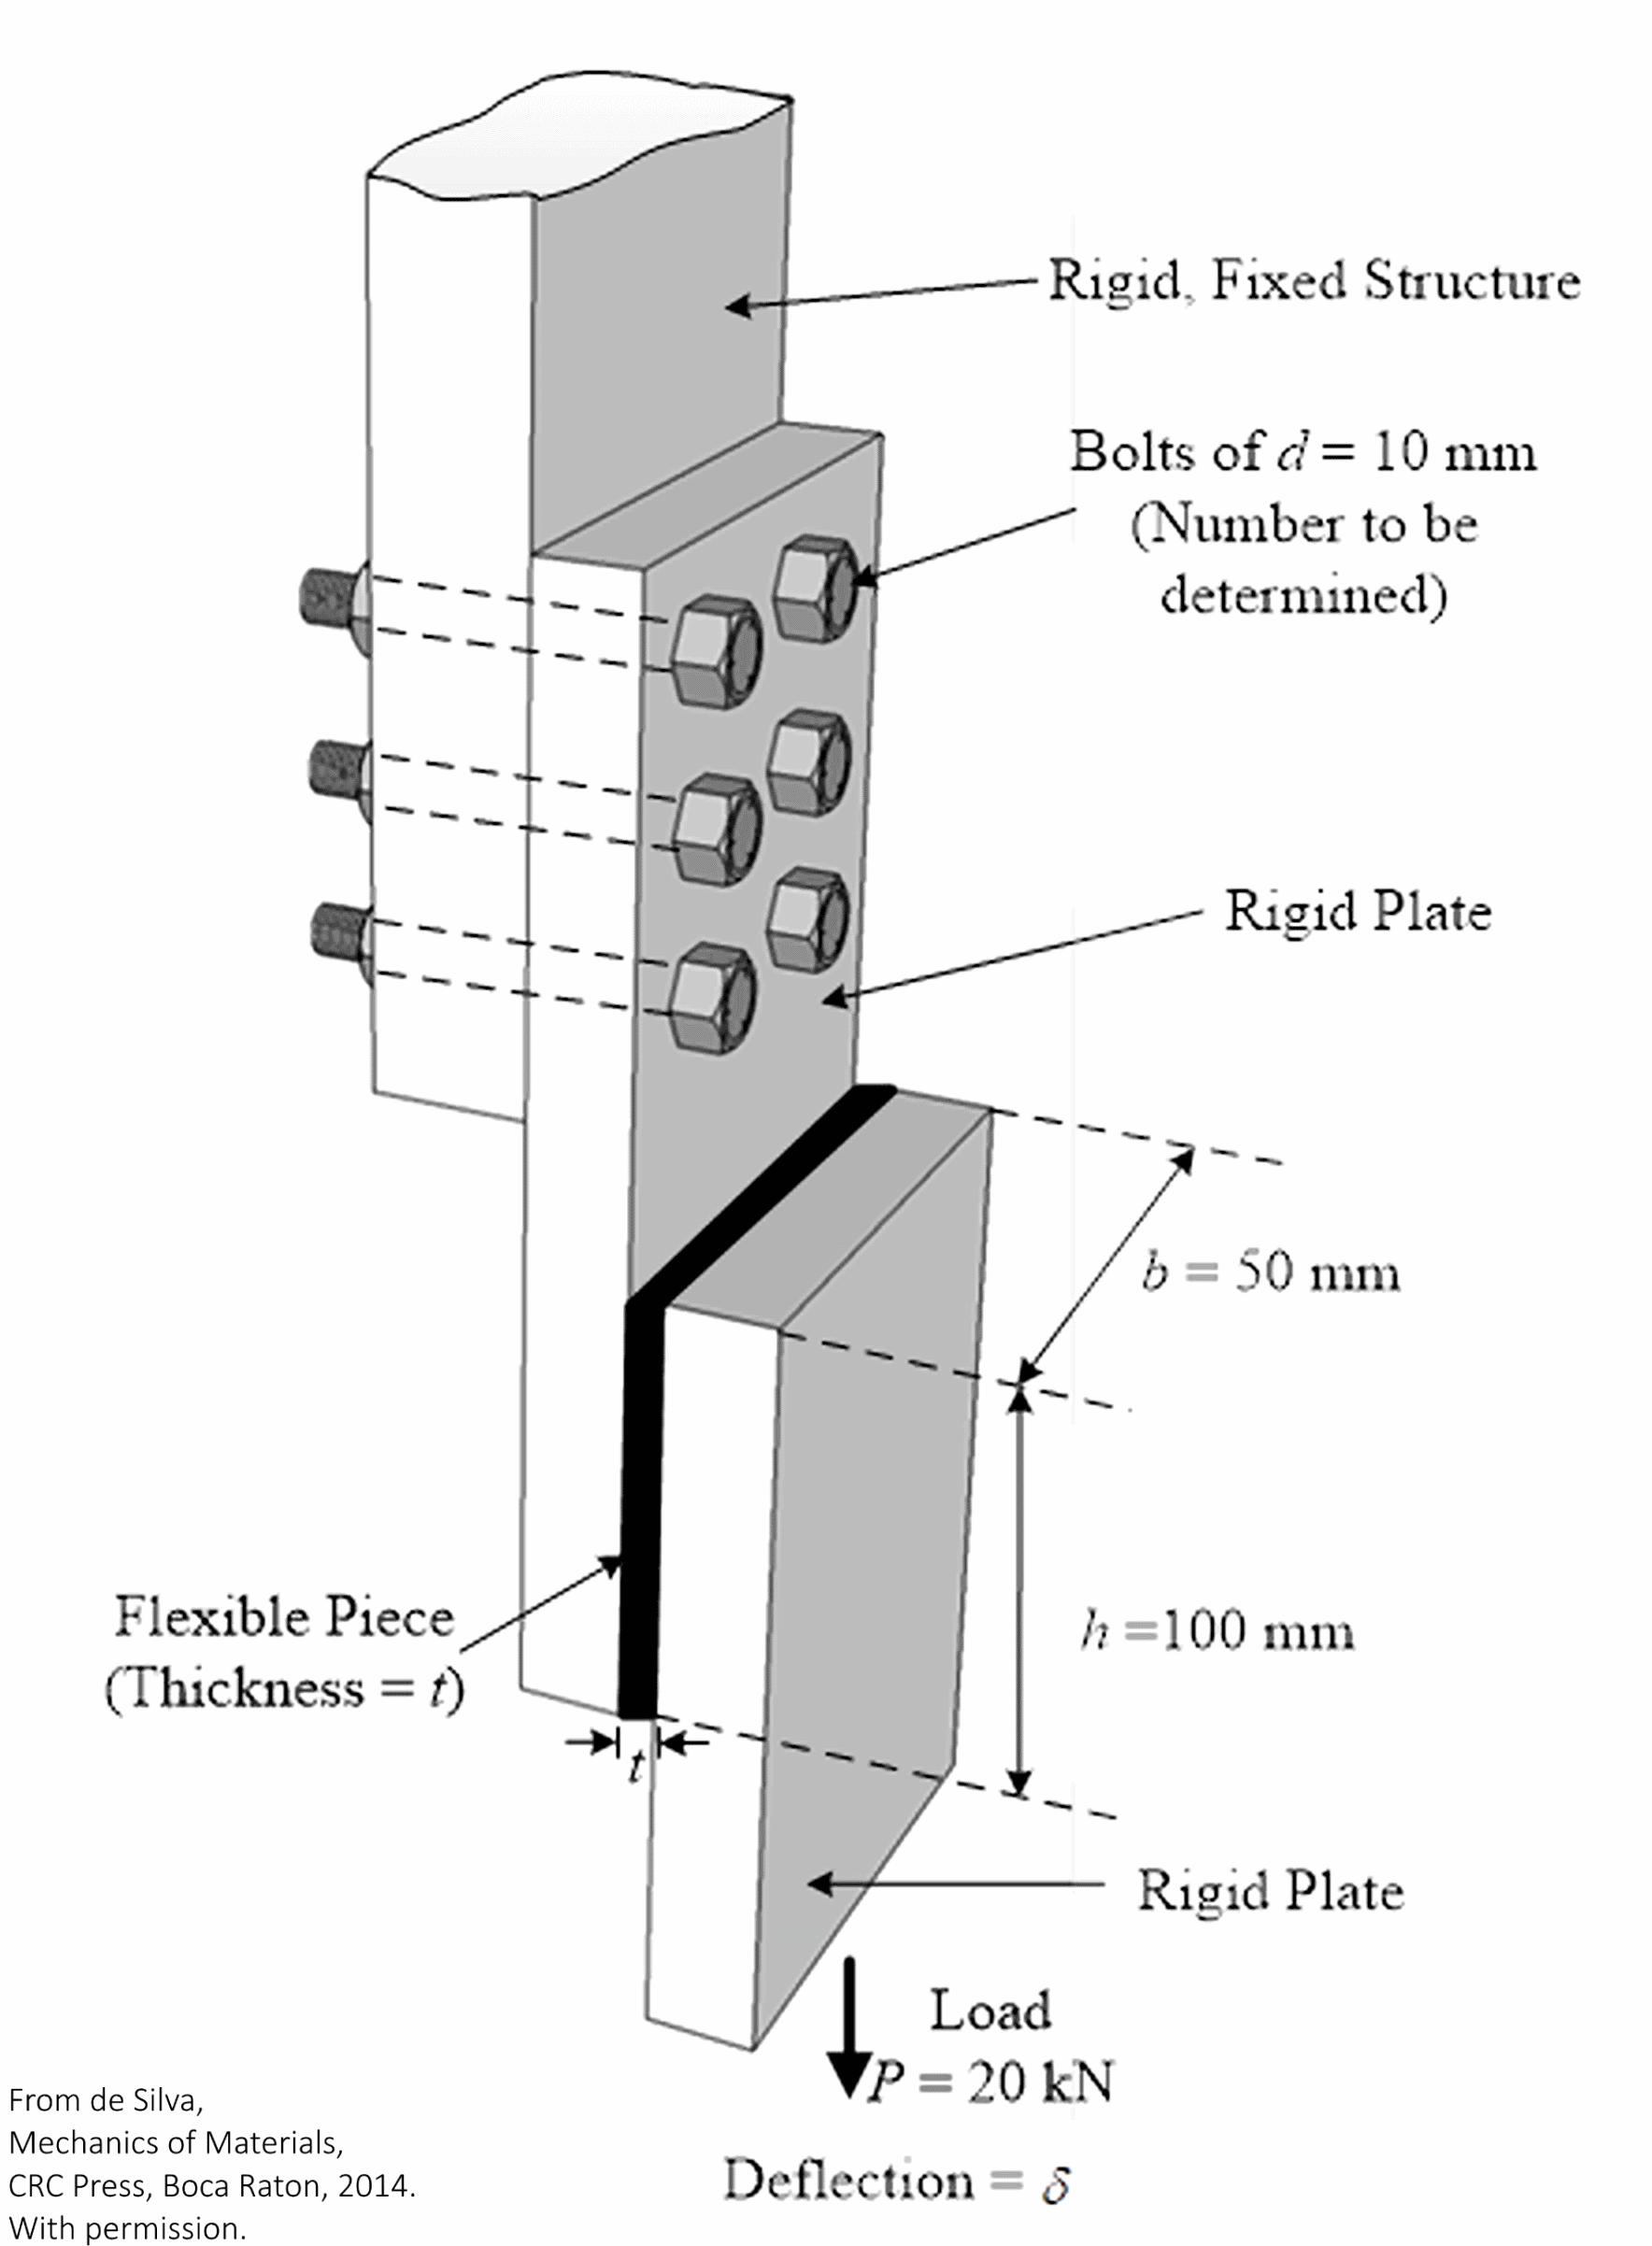 Rigid, Fixed Structure
Bolts of d = 10 mm
(Number to be
determined)
Rigid Plate
b = 50 mm
h =100 mm
Flexible Piece
(Thickness = t)
t
Rigid Plate
Load
P = 20 kN
Deflection = δ
From de Silva,
Mechanics of Materials,
CRC Press, Boca Raton, 2014.
With permission.